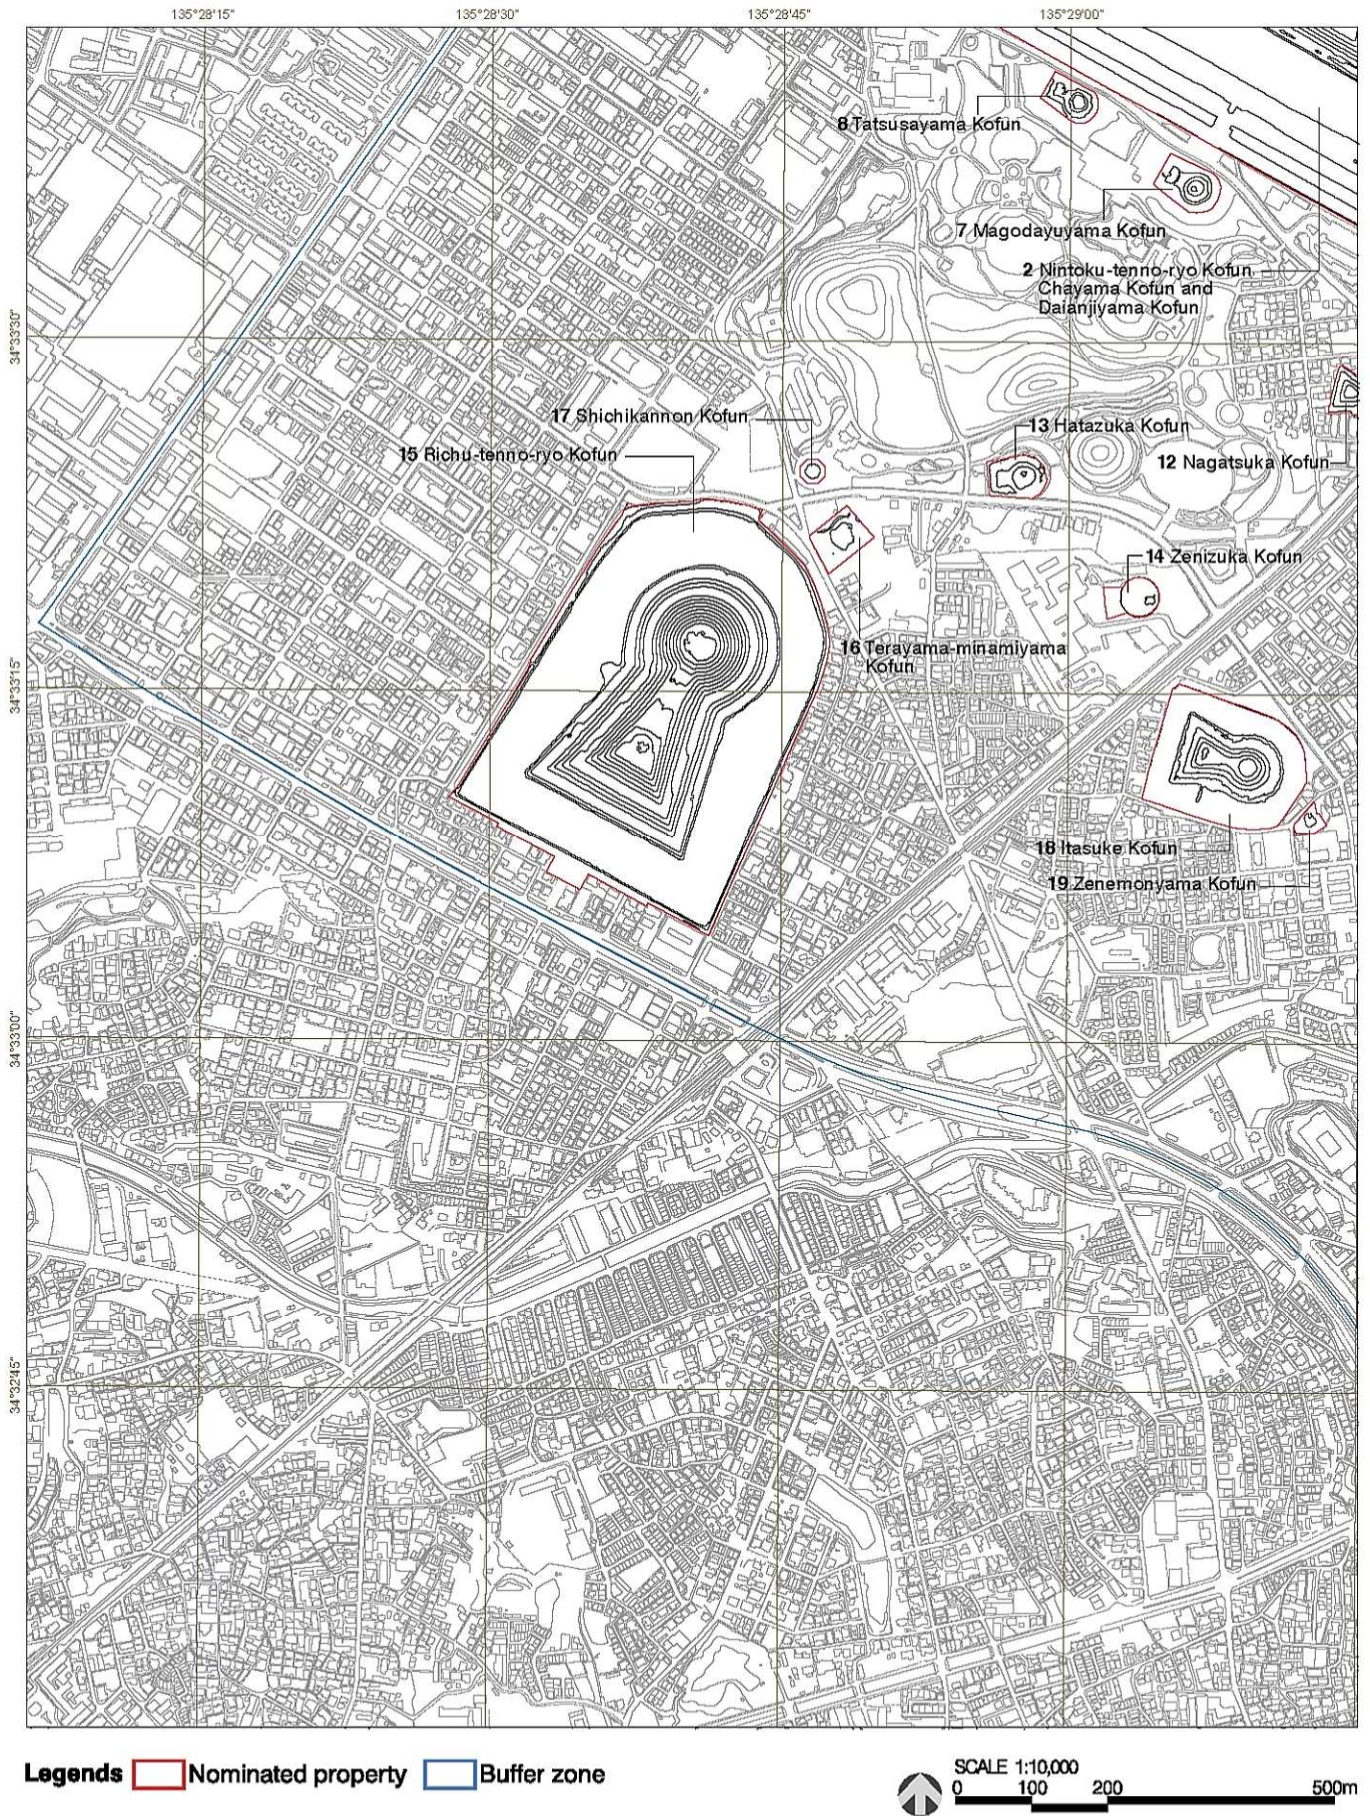 135°28'15"
135°28'30"
135°28'45"
135°29'00"
8 Tatsusayama Kofun
7 Magodayuyama Kofun
2 Nintoku-tenno-ryo Kofun
Chayama Kofun and
Daianjiyama Kofun
34°33'30"
17 Shichikannon Kofun
13 Hatazuka Kofun
15 Richu-tenno-ryo Kofun
12 Nagatsuka Kofun
14 Zenizuka Kofun
16 Terayama-minamiyama
Kofun
34°33'15"
18 Itasuke Kofun
19 Zenemonyama Kofun
34°33'00"
34°32'45"
Legends
Nominated property
Buffer zone
SCALE 1:10,000
0 100 200 500m